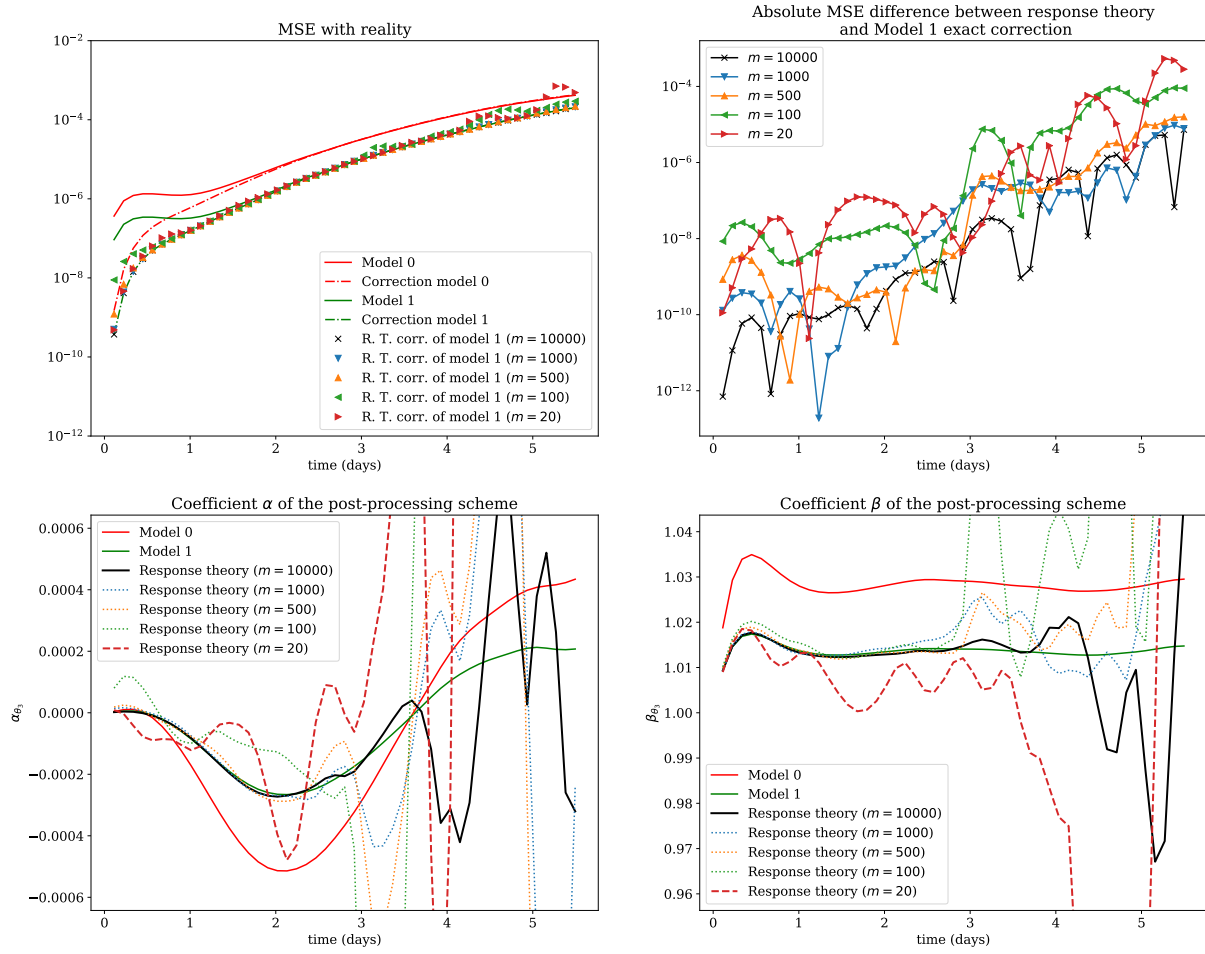 MSE with reality
10⁻²
10⁻⁴
10⁻⁶
10⁻⁸
10⁻¹⁰
10⁻¹²
Model 0
Correction model 0
Model 1
Correction model 1
R. T. corr. of model 1 (m = 10000)
R. T. corr. of model 1 (m = 1000)
R. T. corr. of model 1 (m = 500)
R. T. corr. of model 1 (m = 100)
R. T. corr. of model 1 (m = 20)
0 1 2 3 4 5
time (days)
Absolute MSE difference between response theory
and Model 1 exact correction
m = 10000
m = 1000
m = 500
m = 100
m = 20
10⁻⁴
10⁻⁶
10⁻⁸
10⁻¹⁰
10⁻¹²
0 1 2 3 4 5
time (days)
Coefficient α of the post-processing scheme
0.0006
0.0004
0.0002
0.0000
−0.0002
−0.0004
−0.0006
α_θ₃
Model 0
Model 1
Response theory (m = 10000)
Response theory (m = 1000)
Response theory (m = 500)
Response theory (m = 100)
Response theory (m = 20)
0 1 2 3 4 5
time (days)
Coefficient β of the post-processing scheme
1.04
1.03
1.02
1.01
1.00
0.99
0.98
0.97
0.96
β_θ₃
Model 0
Model 1
Response theory (m = 10000)
Response theory (m = 1000)
Response theory (m = 500)
Response theory (m = 100)
Response theory (m = 20)
0 1 2 3 4 5
time (days)